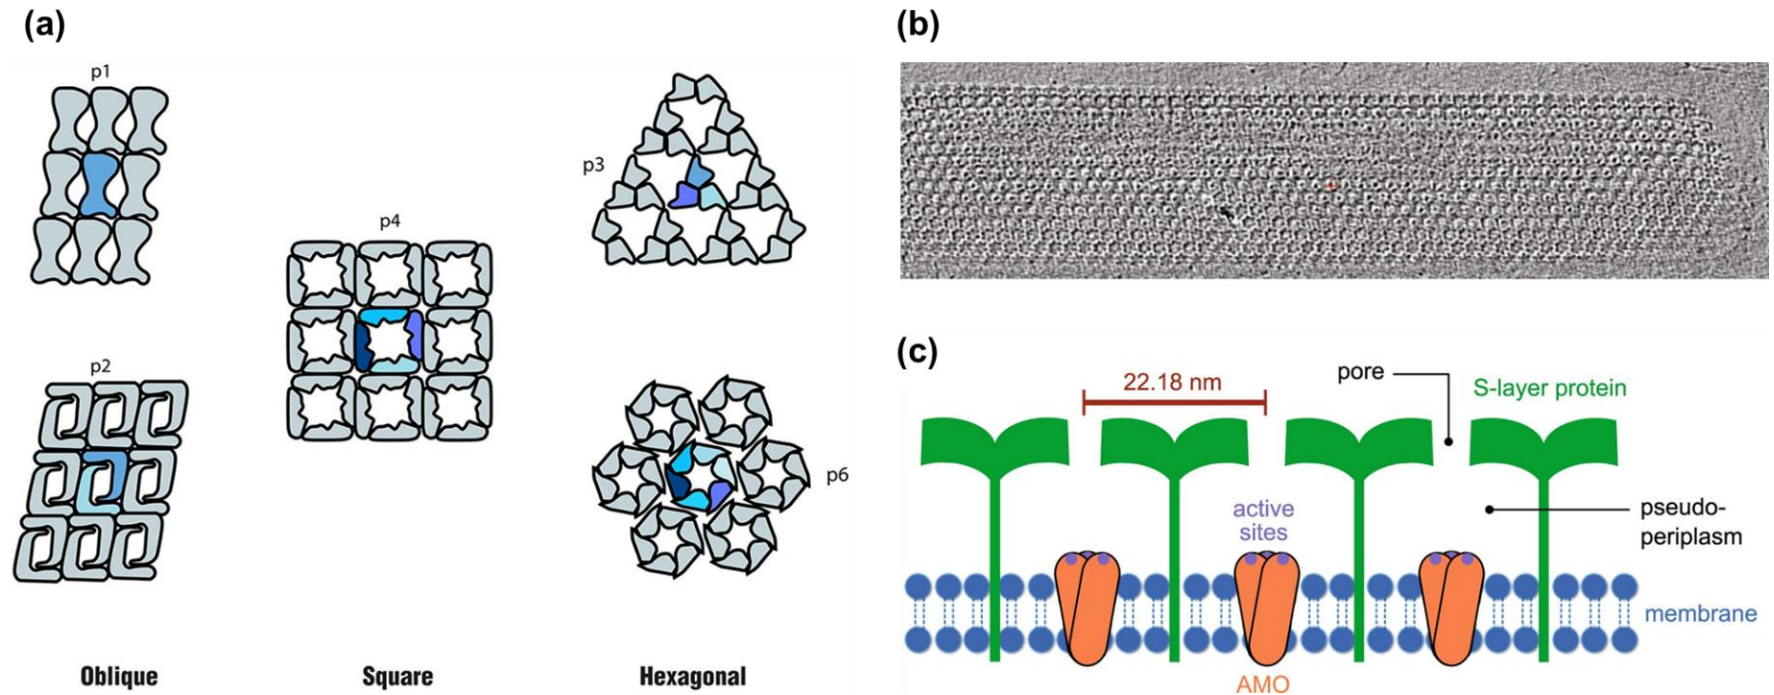 (a)
p1
p2
p4
p3
p6
Oblique
Square
Hexagonal
(b)
(c)
22.18 nm
pore
S-layer protein
active
sites
pseudo-
periplasm
membrane
AMO